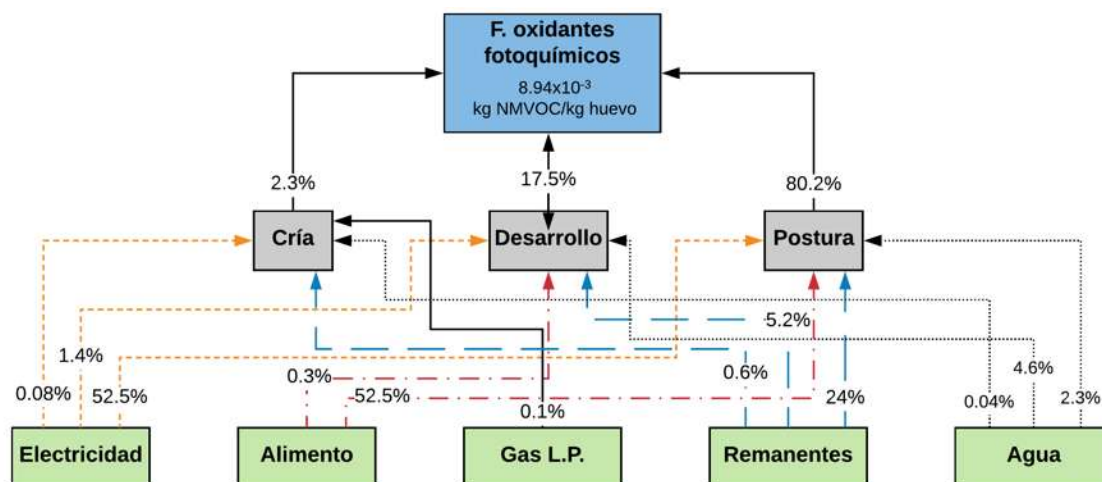 F. oxidantes
fotoquímicos
8.94x10⁻³
kg NMVOC/kg huevo
2.3%
17.5%
80.2%
Cría
Desarrollo
Postura
5.2%
1.4%
0.3%
0.6%
4.6%
0.08%
52.5%
52.5%
0.1%
24%
0.04%
2.3%
Electricidad
Alimento
Gas L.P.
Remanentes
Agua